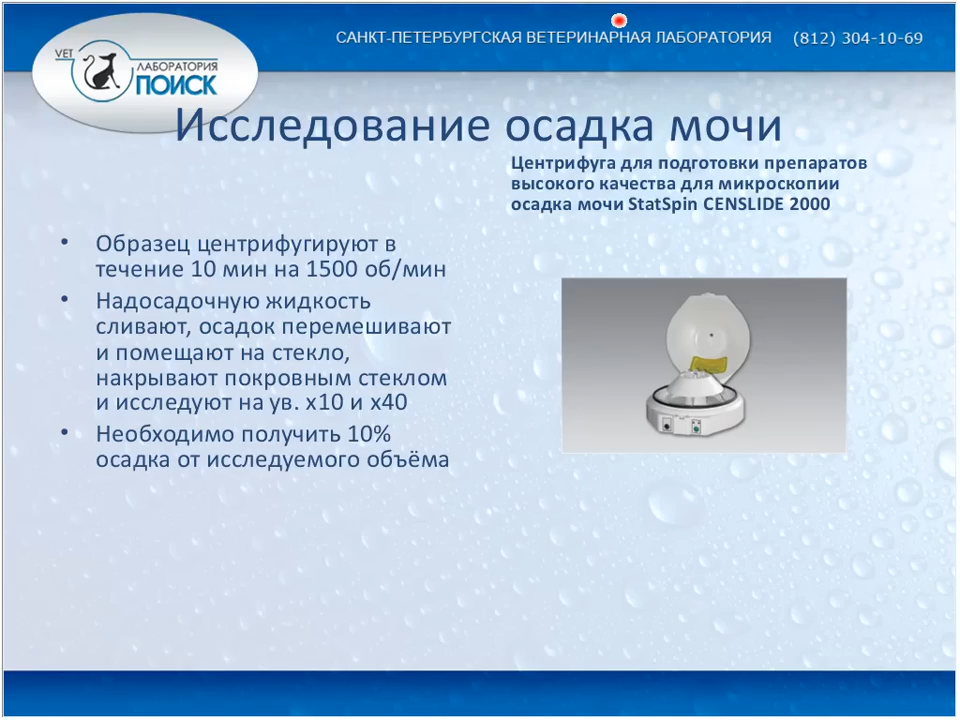 САНКТ-ПЕТЕРБУРГСКАЯ ВЕТЕРИНАРНАЯ ЛАБОРАТОРИЯ (812) 304-10-69
VET
ЛАБОРАТОРИЯ
ПОИСК
Исследование осадка мочи
Центрифуга для подготовки препаратов
высокого качества для микроскопии
осадка мочи StatSpin CENSLIDE 2000
• Образец центрифугируют в
течение 10 мин на 1500 об/мин
• Надосадочную жидкость
сливают, осадок перемешивают
и помещают на стекло,
накрывают покровным стеклом
и исследуют на ув. х10 и х40
• Необходимо получить 10%
осадка от исследуемого объёма